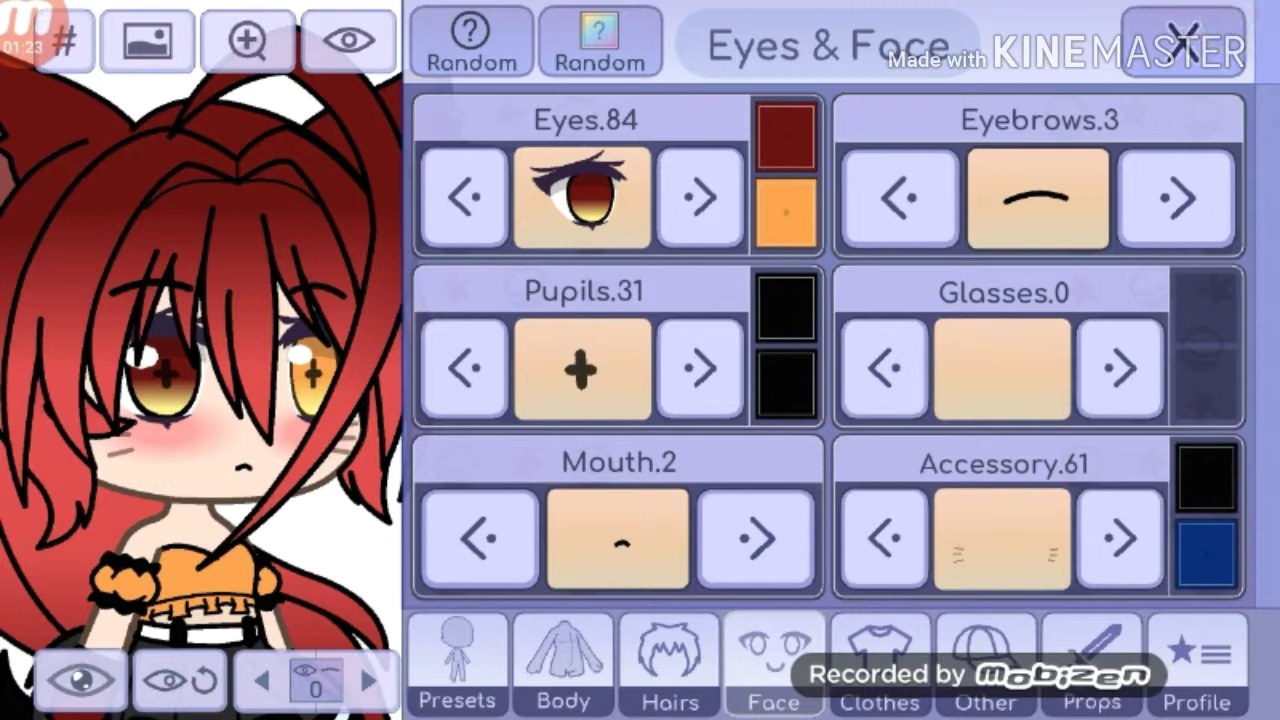 01:23
#
? Random
? Random
Eyes & Face
X
Made with KINEMASTER
Eyes.84
Eyebrows.3
Pupils.31
Glasses.0
Mouth.2
Accessory.61
0
Recorded by mobizen
Presets
Body
Hairs
Face
Clothes
Other
Props
Profile